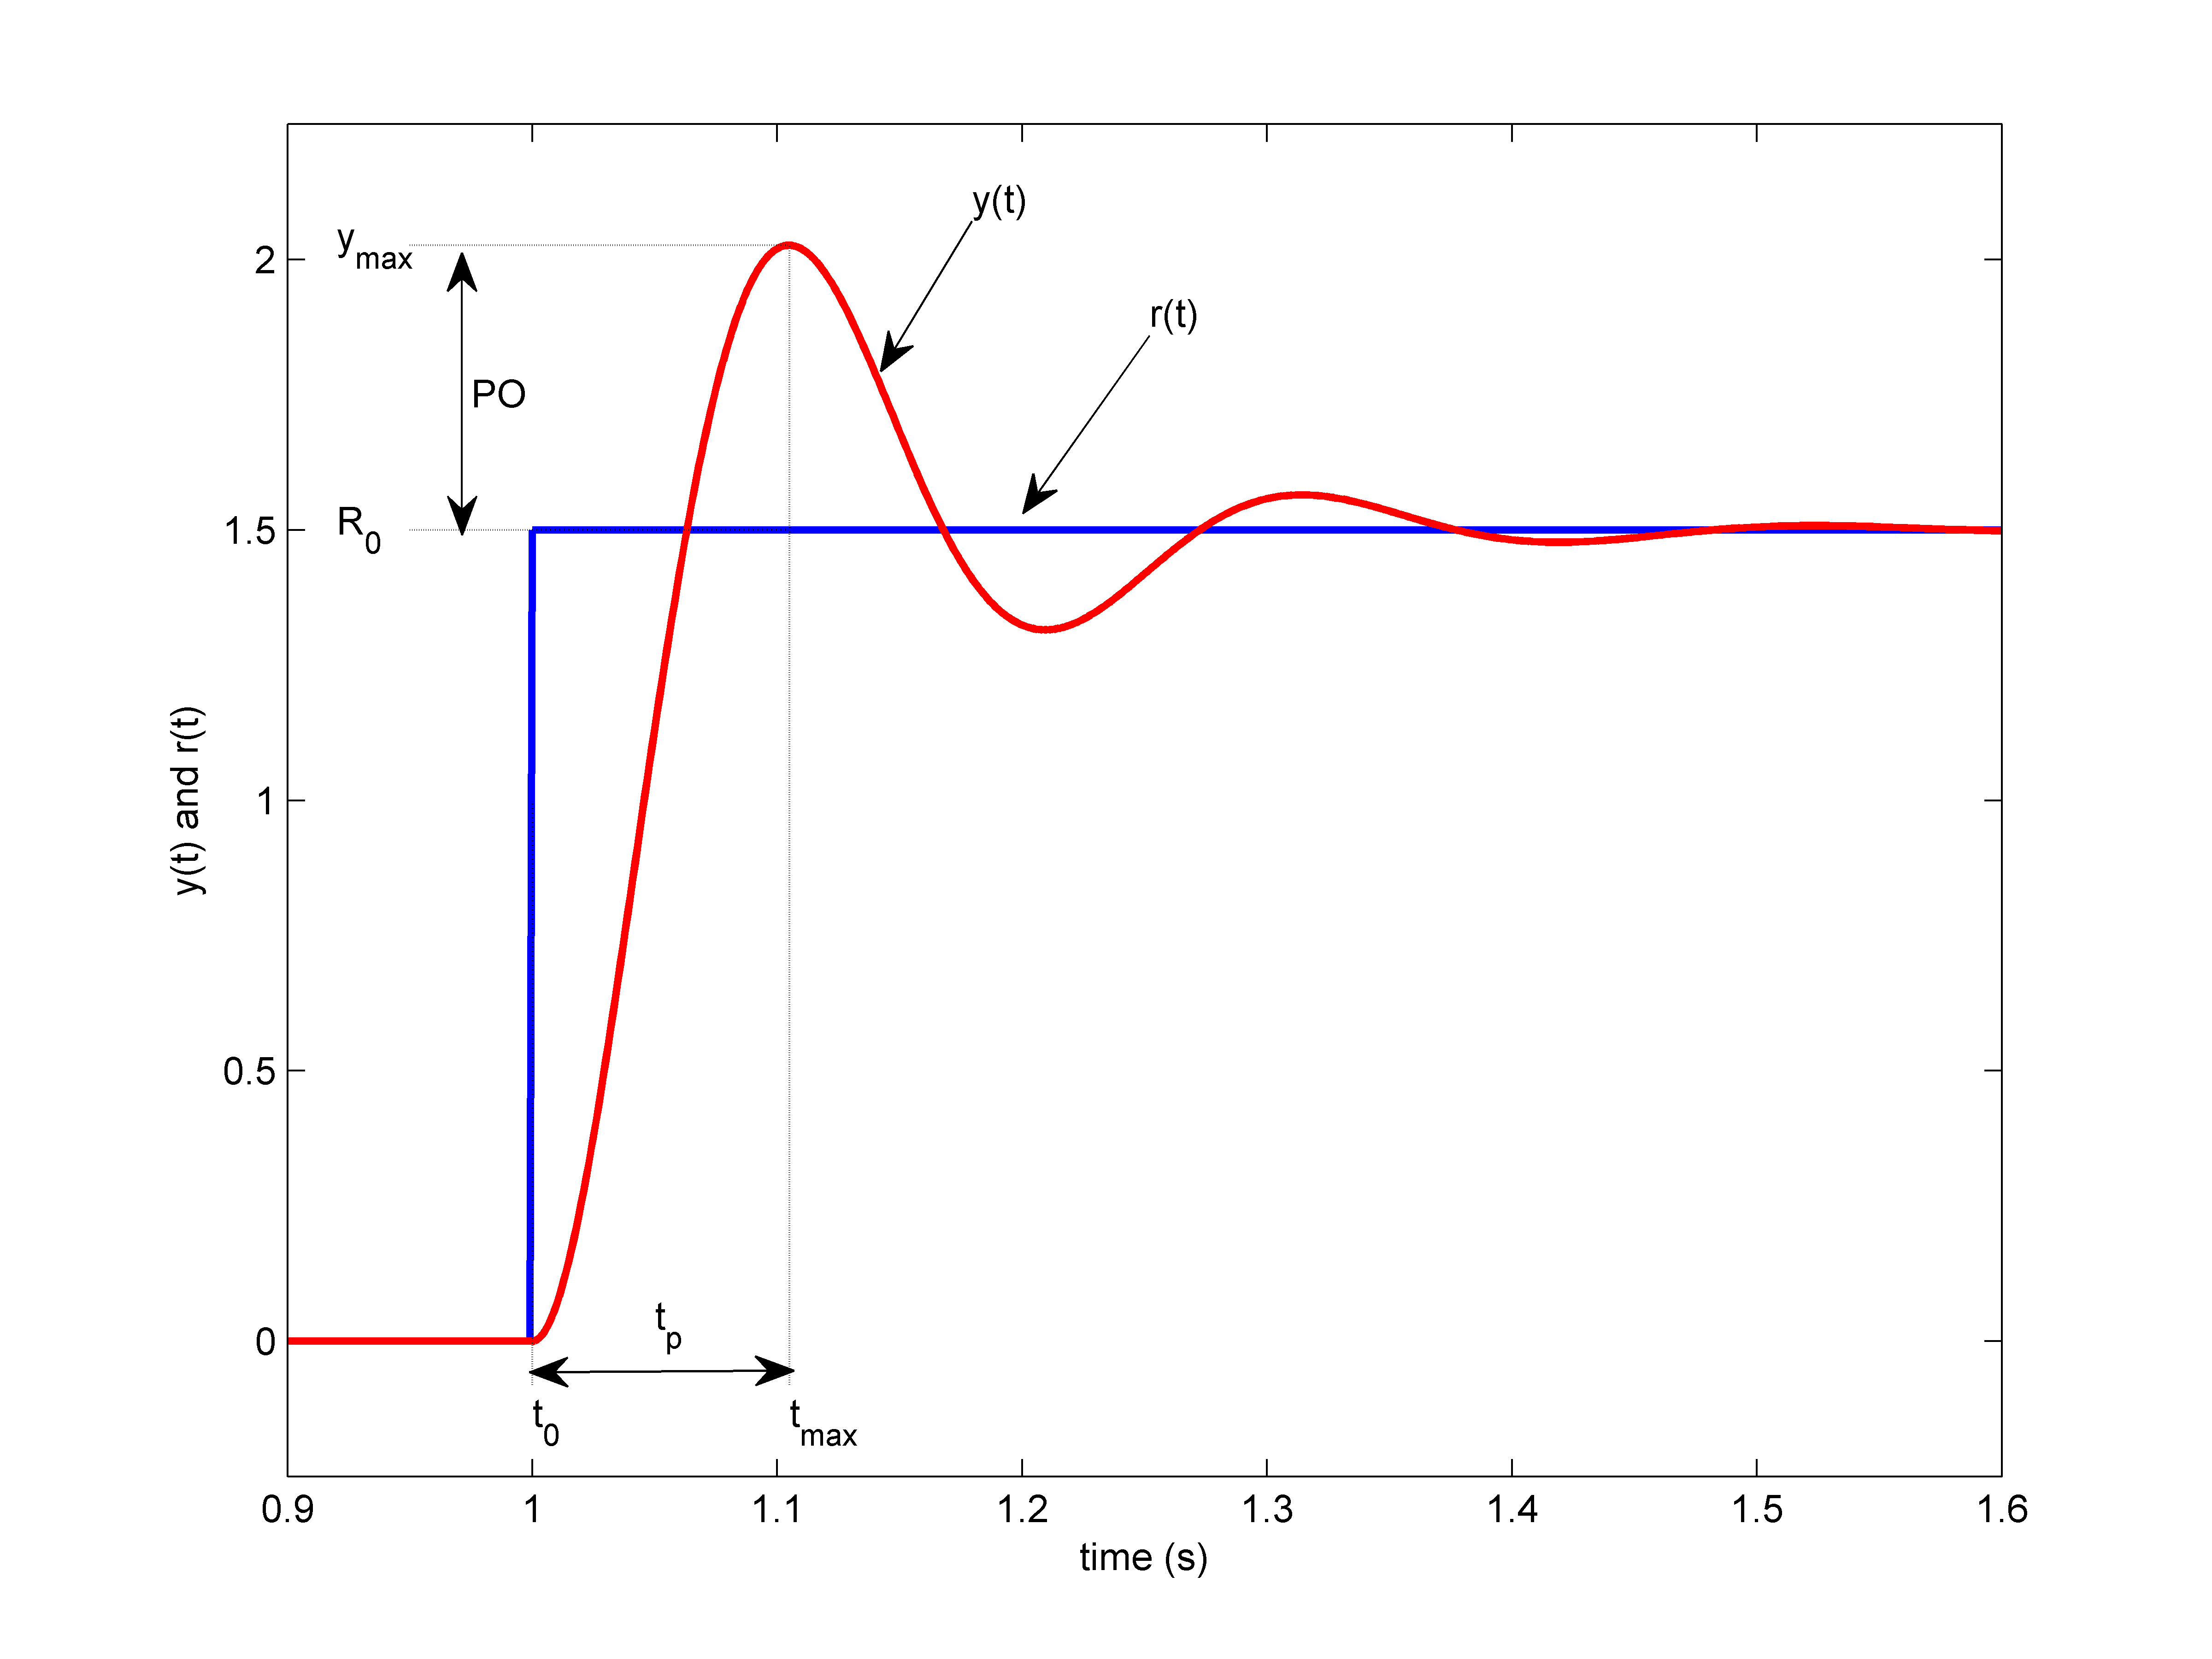 y(t)
y_max
2
r(t)
PO
R_0
1.5
y(t) and r(t)
1
0.5
t_p
0
t_0
t_max
0.9
1
1.1
1.2
1.3
1.4
1.5
1.6
time (s)